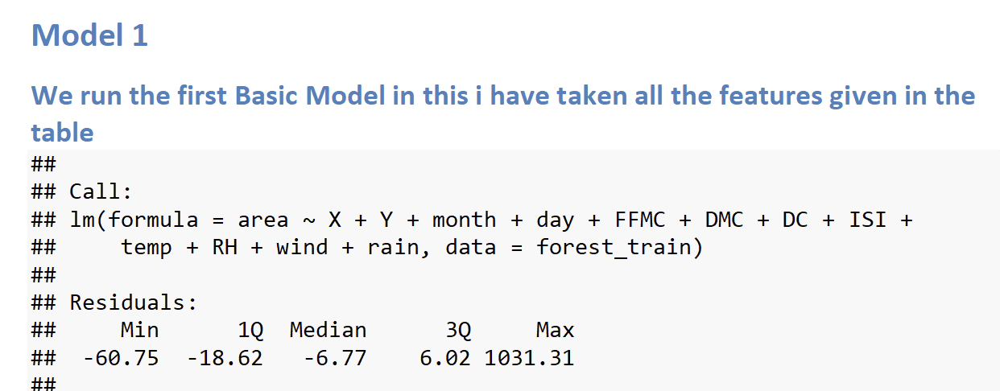 Model 1
We run the first Basic Model in this i have taken all the features given in the
table
##
## Call:
## lm(formula = area ~ X + Y + month + day + FFMC + DMC + DC + ISI +
##     temp + RH + wind + rain, data = forest_train)
##
## Residuals:
##     Min      1Q  Median      3Q     Max
##  -60.75  -18.62   -6.77    6.02 1031.31
##